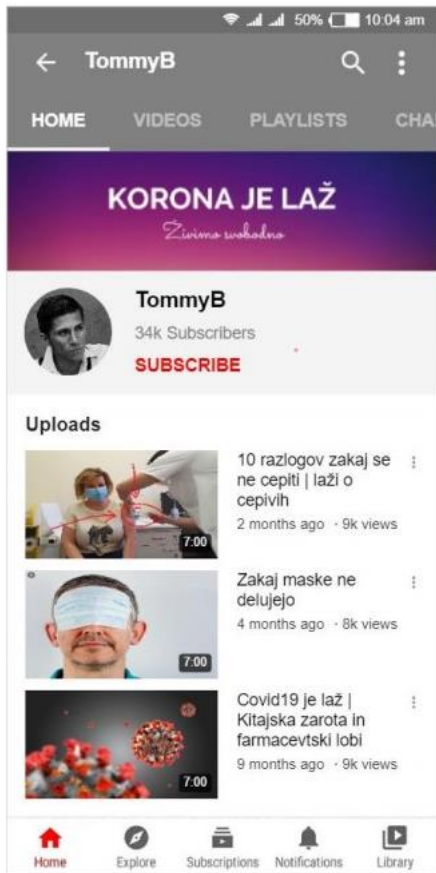 50% 10:04 am
TommyB
HOME VIDEOS PLAYLISTS CHA
KORONA JE LAŽ
Živimo svobodno
TommyB
34k Subscribers
SUBSCRIBE
Uploads
10 razlogov zakaj se
ne cepiti | laži o
cepivih
2 months ago · 9k views
7:00
Zakaj maske ne
delujejo
4 months ago · 8k views
7:00
Covid19 je laž |
Kitajska zarota in
farmacevtski lobi
9 months ago · 9k views
7:00
Home Explore Subscriptions Notifications Library